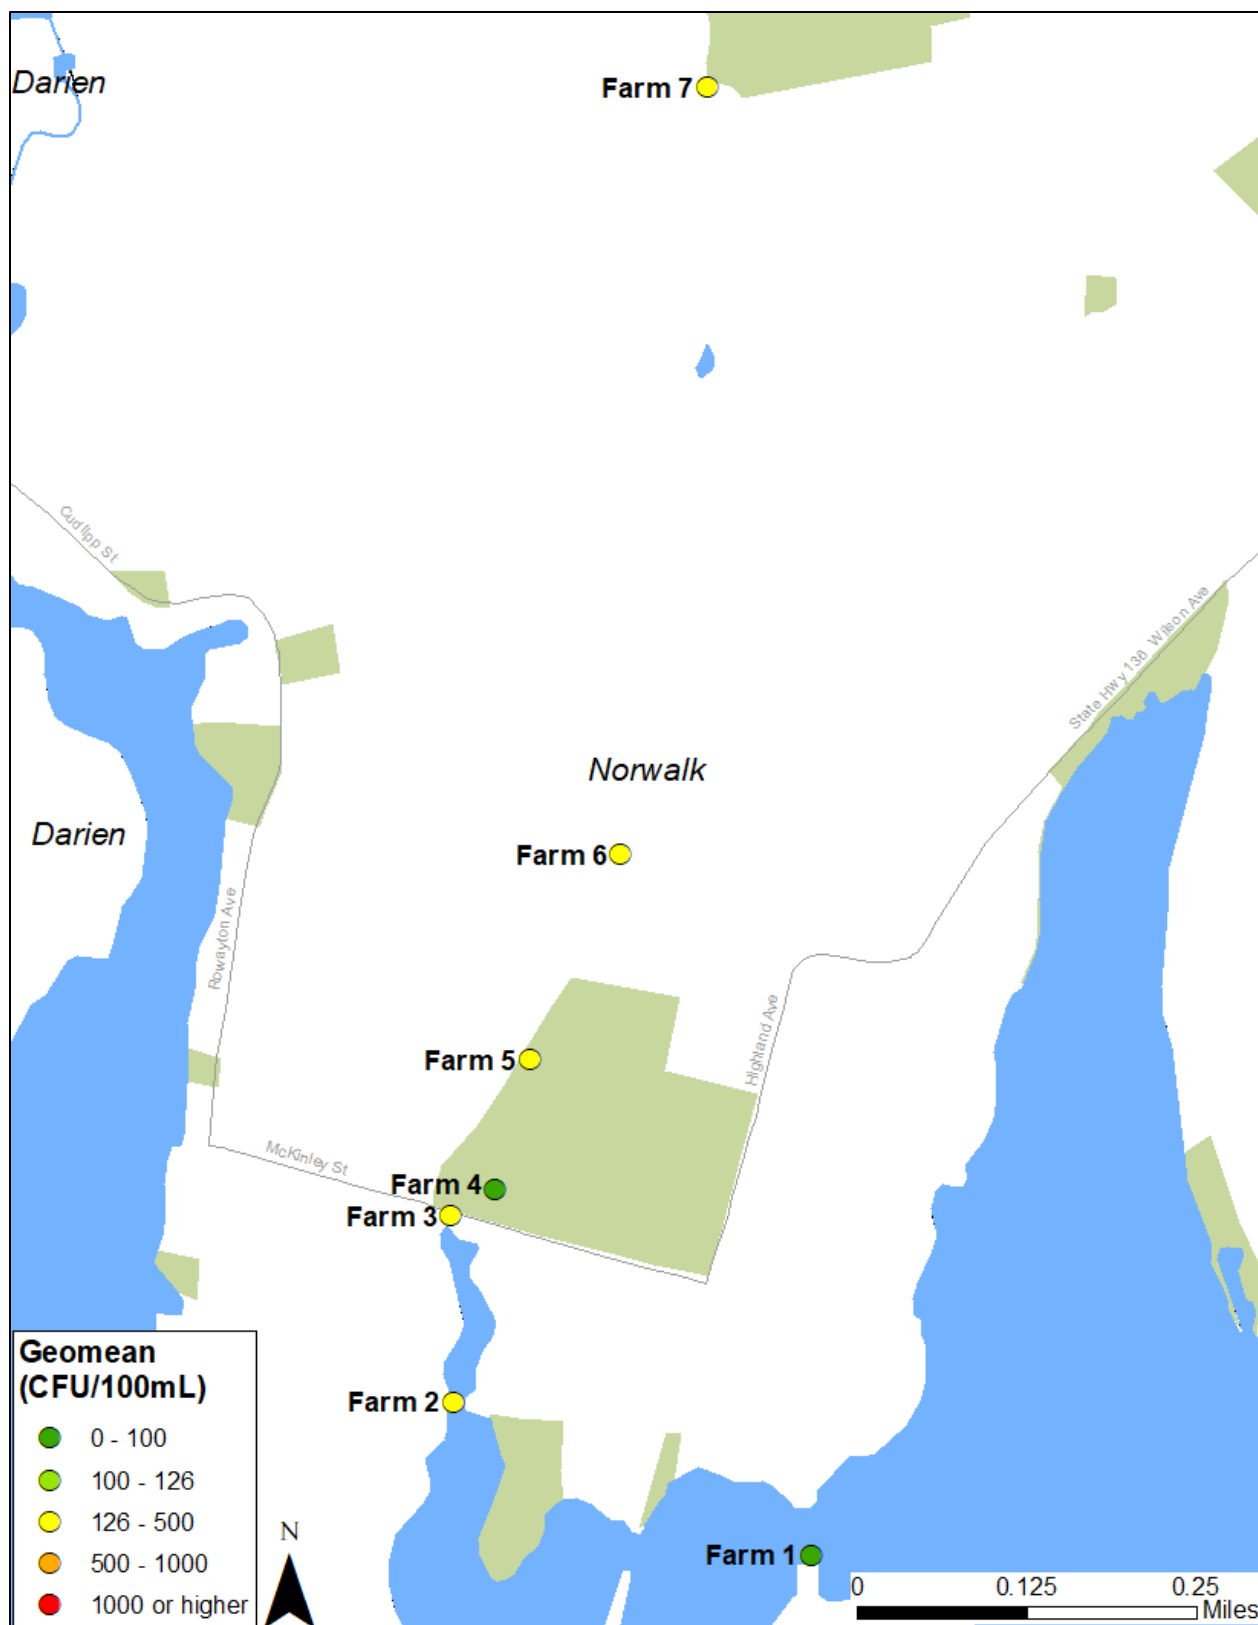 Darien
Farm 7
Cudlipp St
State Hwy 136 Wilson Ave
Norwalk
Darien
Farm 6
Rowayton Ave
Highland Ave
Farm 5
McKinley St
Farm 4
Farm 3
Farm 2
Farm 1
Geomean
(CFU/100mL)
0 - 100
100 - 126
126 - 500
500 - 1000
1000 or higher
N
0 0.125 0.25
Miles